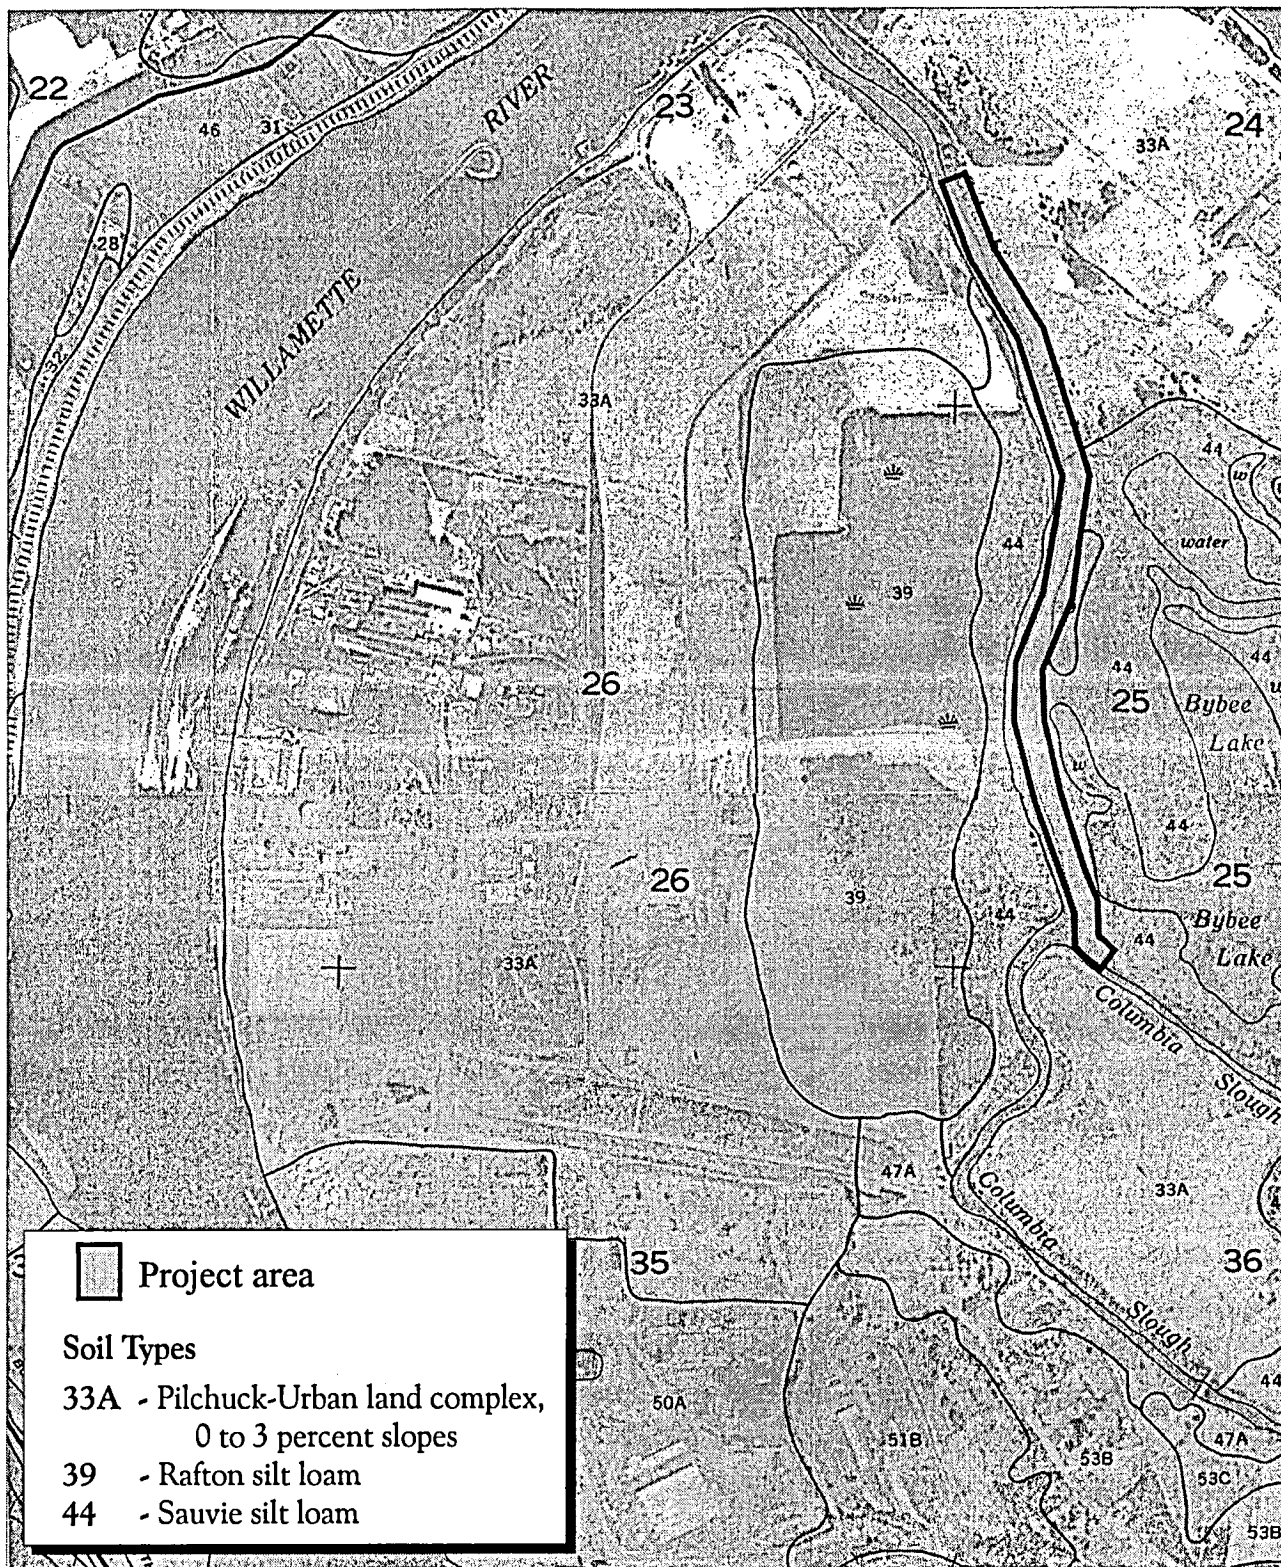 22
23
24
46
31
RIVER
33A
28
32
WILLAMETTE
33A
44
w
water
44
39
44
44
26
25
Bybee
Lake
w
44
26
25
39
44
44
Bybee
Lake
33A
Columbia
Slough
47A
Columbia
33A
35
36
Slough
44
50A
51B
53B
47A
53C
53B
Project area
Soil Types
33A - Pilchuck-Urban land complex,
0 to 3 percent slopes
39 - Rafton silt loam
44 - Sauvie silt loam